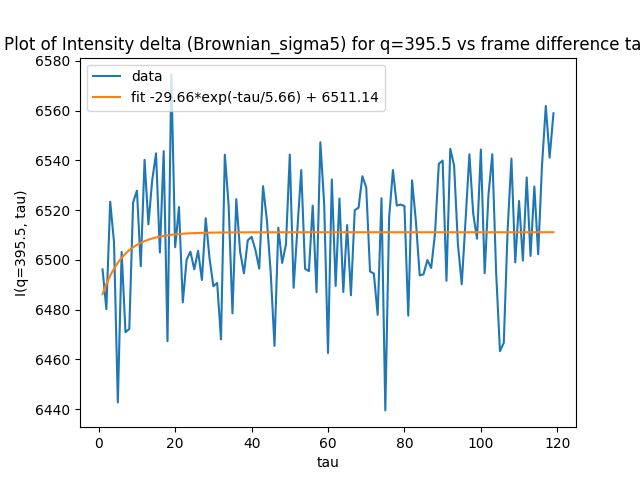 Plot of Intensity delta (Brownian_sigma5) for q=395.5 vs frame difference ta
6580
6560
6540
6520
6500
6480
6460
6440
I(q=395.5, tau)
data
fit -29.66*exp(-tau/5.66) + 6511.14
0 20 40 60 80 100 120
tau